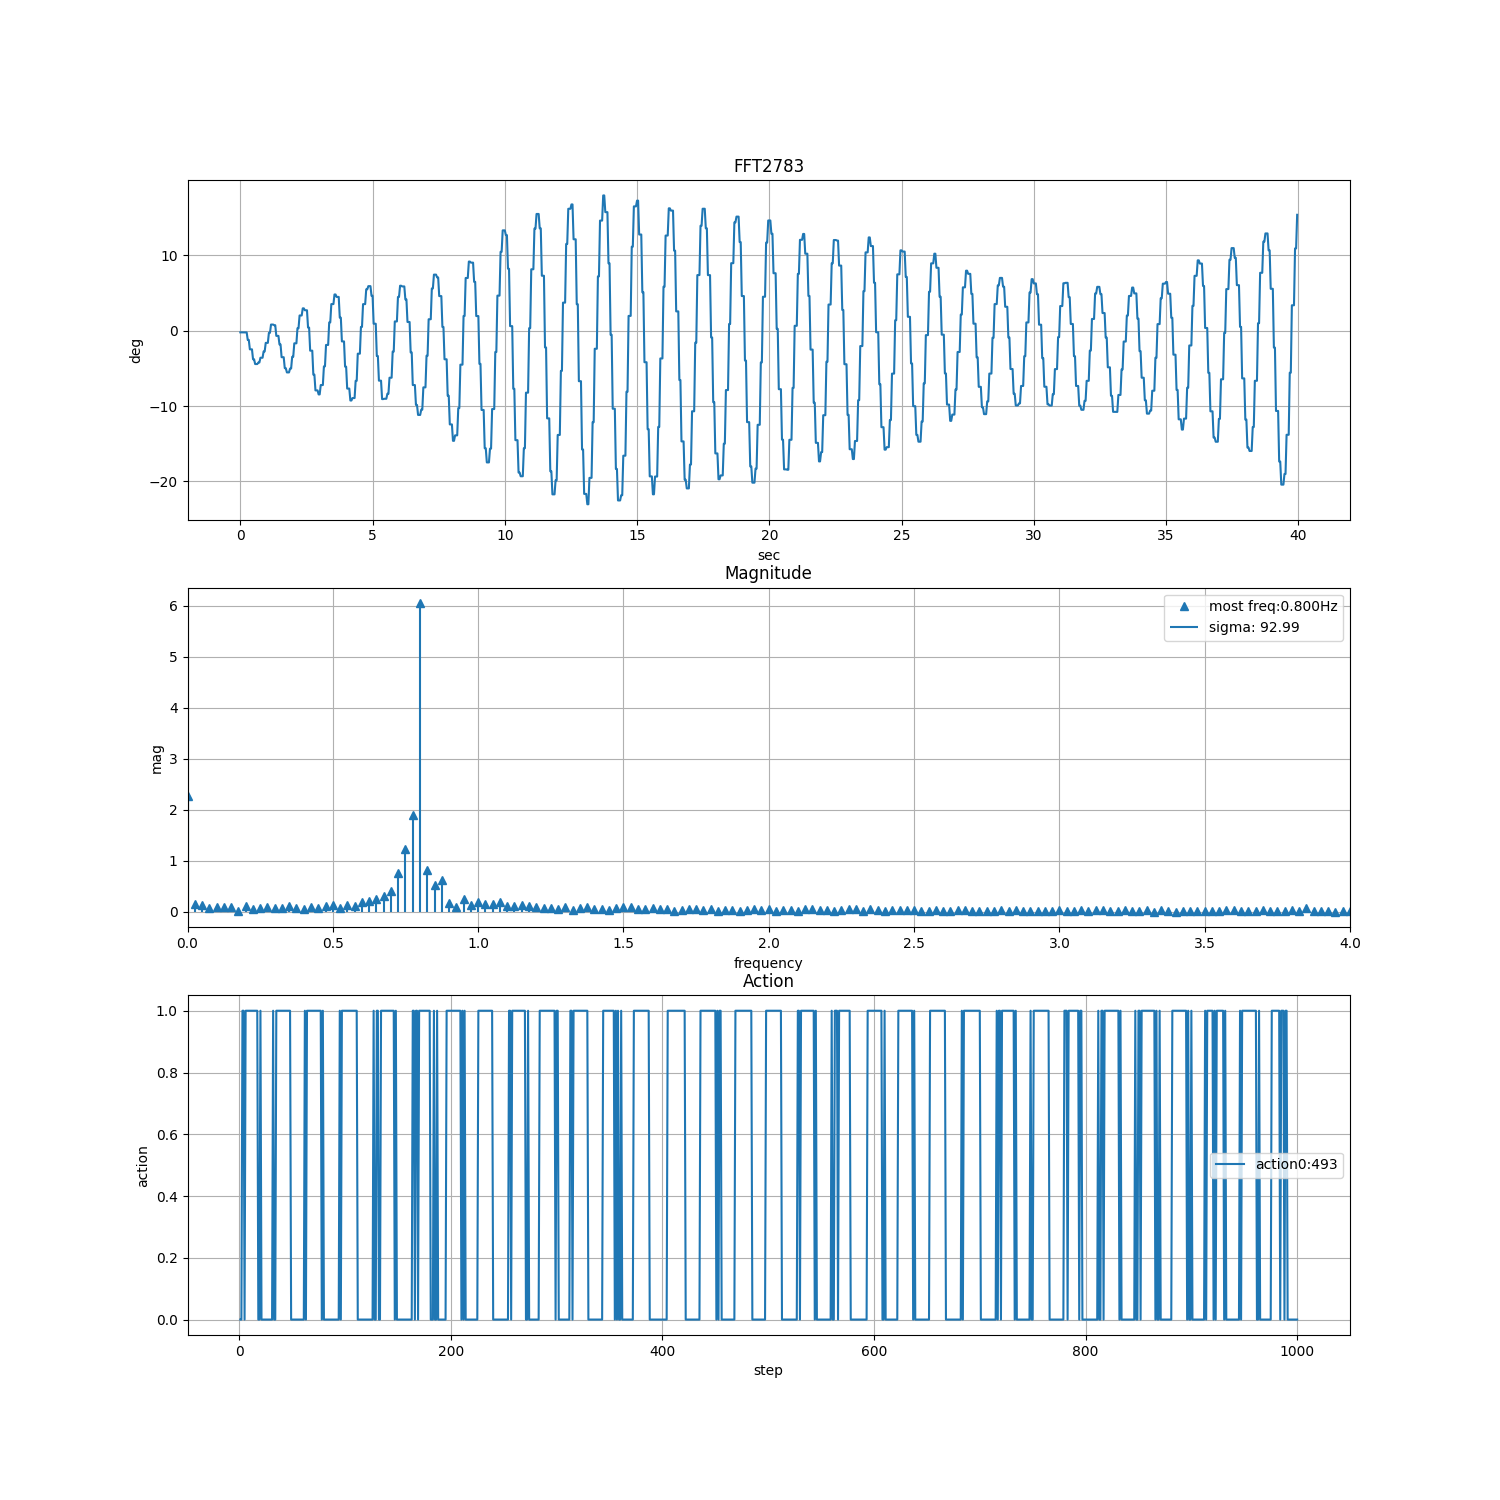 FFT2783
10
0
−10
−20
deg
0 5 10 15 20 25 30 35 40
sec
Magnitude
6
5
4
3
2
1
0
mag
most freq:0.800Hz
sigma: 92.99
0.0 0.5 1.0 1.5 2.0 2.5 3.0 3.5 4.0
frequency
Action
1.0
0.8
0.6
0.4
0.2
0.0
action
action0:493
0 200 400 600 800 1000
step